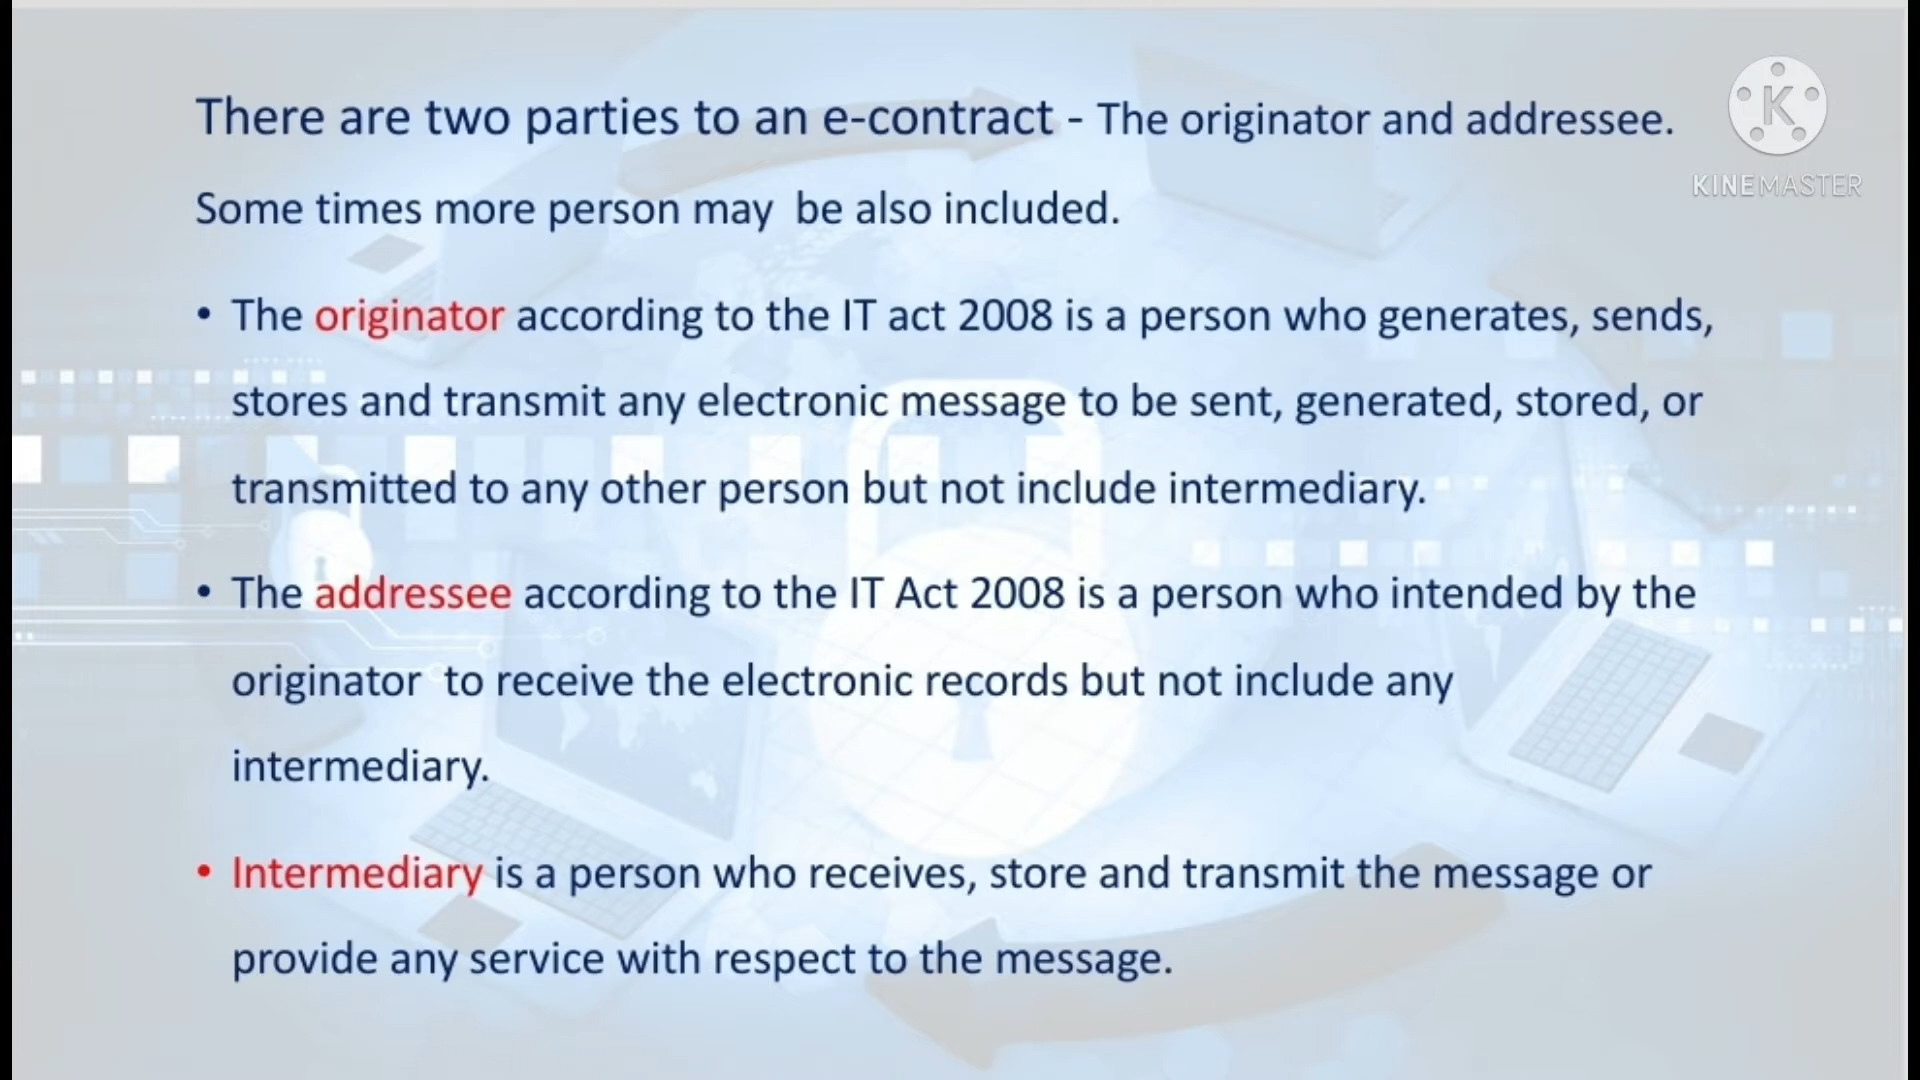 There are two parties to an e-contract - The originator and addressee.
Some times more person may be also included.
• The originator according to the IT act 2008 is a person who generates, sends,
stores and transmit any electronic message to be sent, generated, stored, or
transmitted to any other person but not include intermediary.
• The addressee according to the IT Act 2008 is a person who intended by the
originator to receive the electronic records but not include any
intermediary.
• Intermediary is a person who receives, store and transmit the message or
provide any service with respect to the message.
K
KINEMASTER